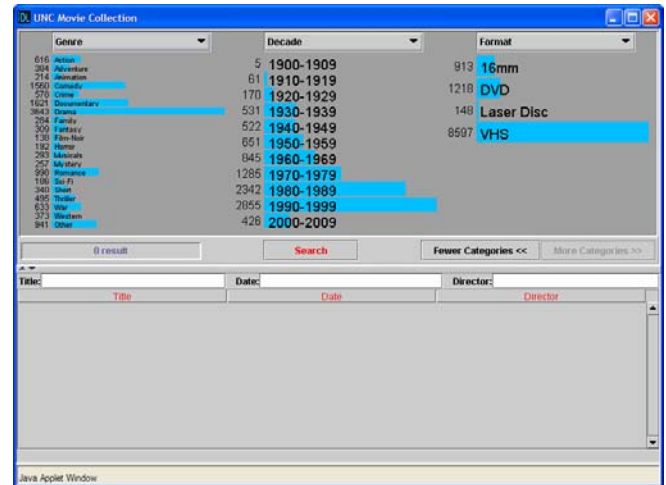 UNC Movie Collection
Genre Decade Format
616 Action
384 Adventure
214 Animation
1560 Comedy
578 Crime
1621 Documentary
3643 Drama
284 Family
309 Fantasy
138 Film-Noir
192 Horror
293 Musicals
257 Mystery
990 Romance
186 Sci-Fi
340 Short
495 Thriller
633 War
373 Western
941 Other
5 1900-1909
61 1910-1919
170 1920-1929
531 1930-1939
522 1940-1949
651 1950-1959
845 1960-1969
1285 1970-1979
2342 1980-1989
2855 1990-1999
426 2000-2009
913 16mm
1218 DVD
148 Laser Disc
8597 VHS
0 result Search Fewer Categories << More Categories >>
Title: Date: Director:
Title Date Director
Java Applet Window